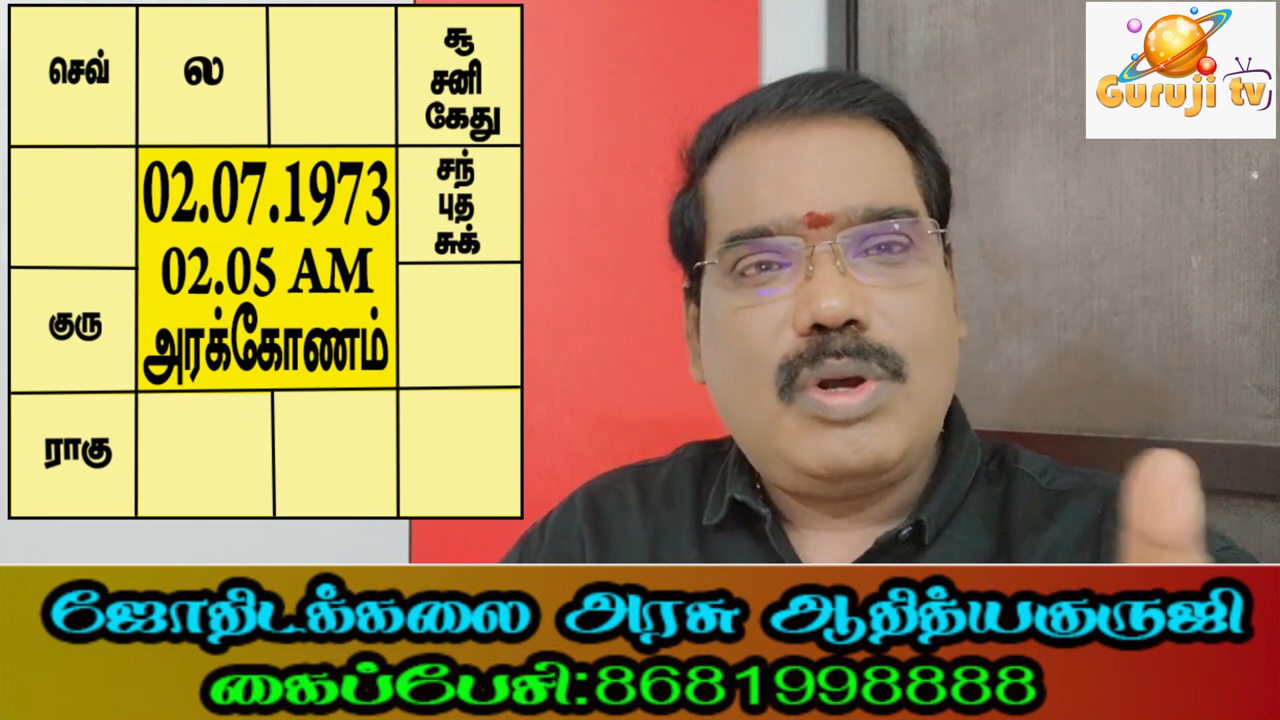 செவ்
ல
சூ
சனி
கேது
சந்
புத
சுக்
குரு
ராகு
02.07.1973
02.05 AM
அரக்கோணம்
Guruji tv
ஜோதிடக்கலை அரசு ஆதித்யகுருஜி
கைப்பேசி:8681998888